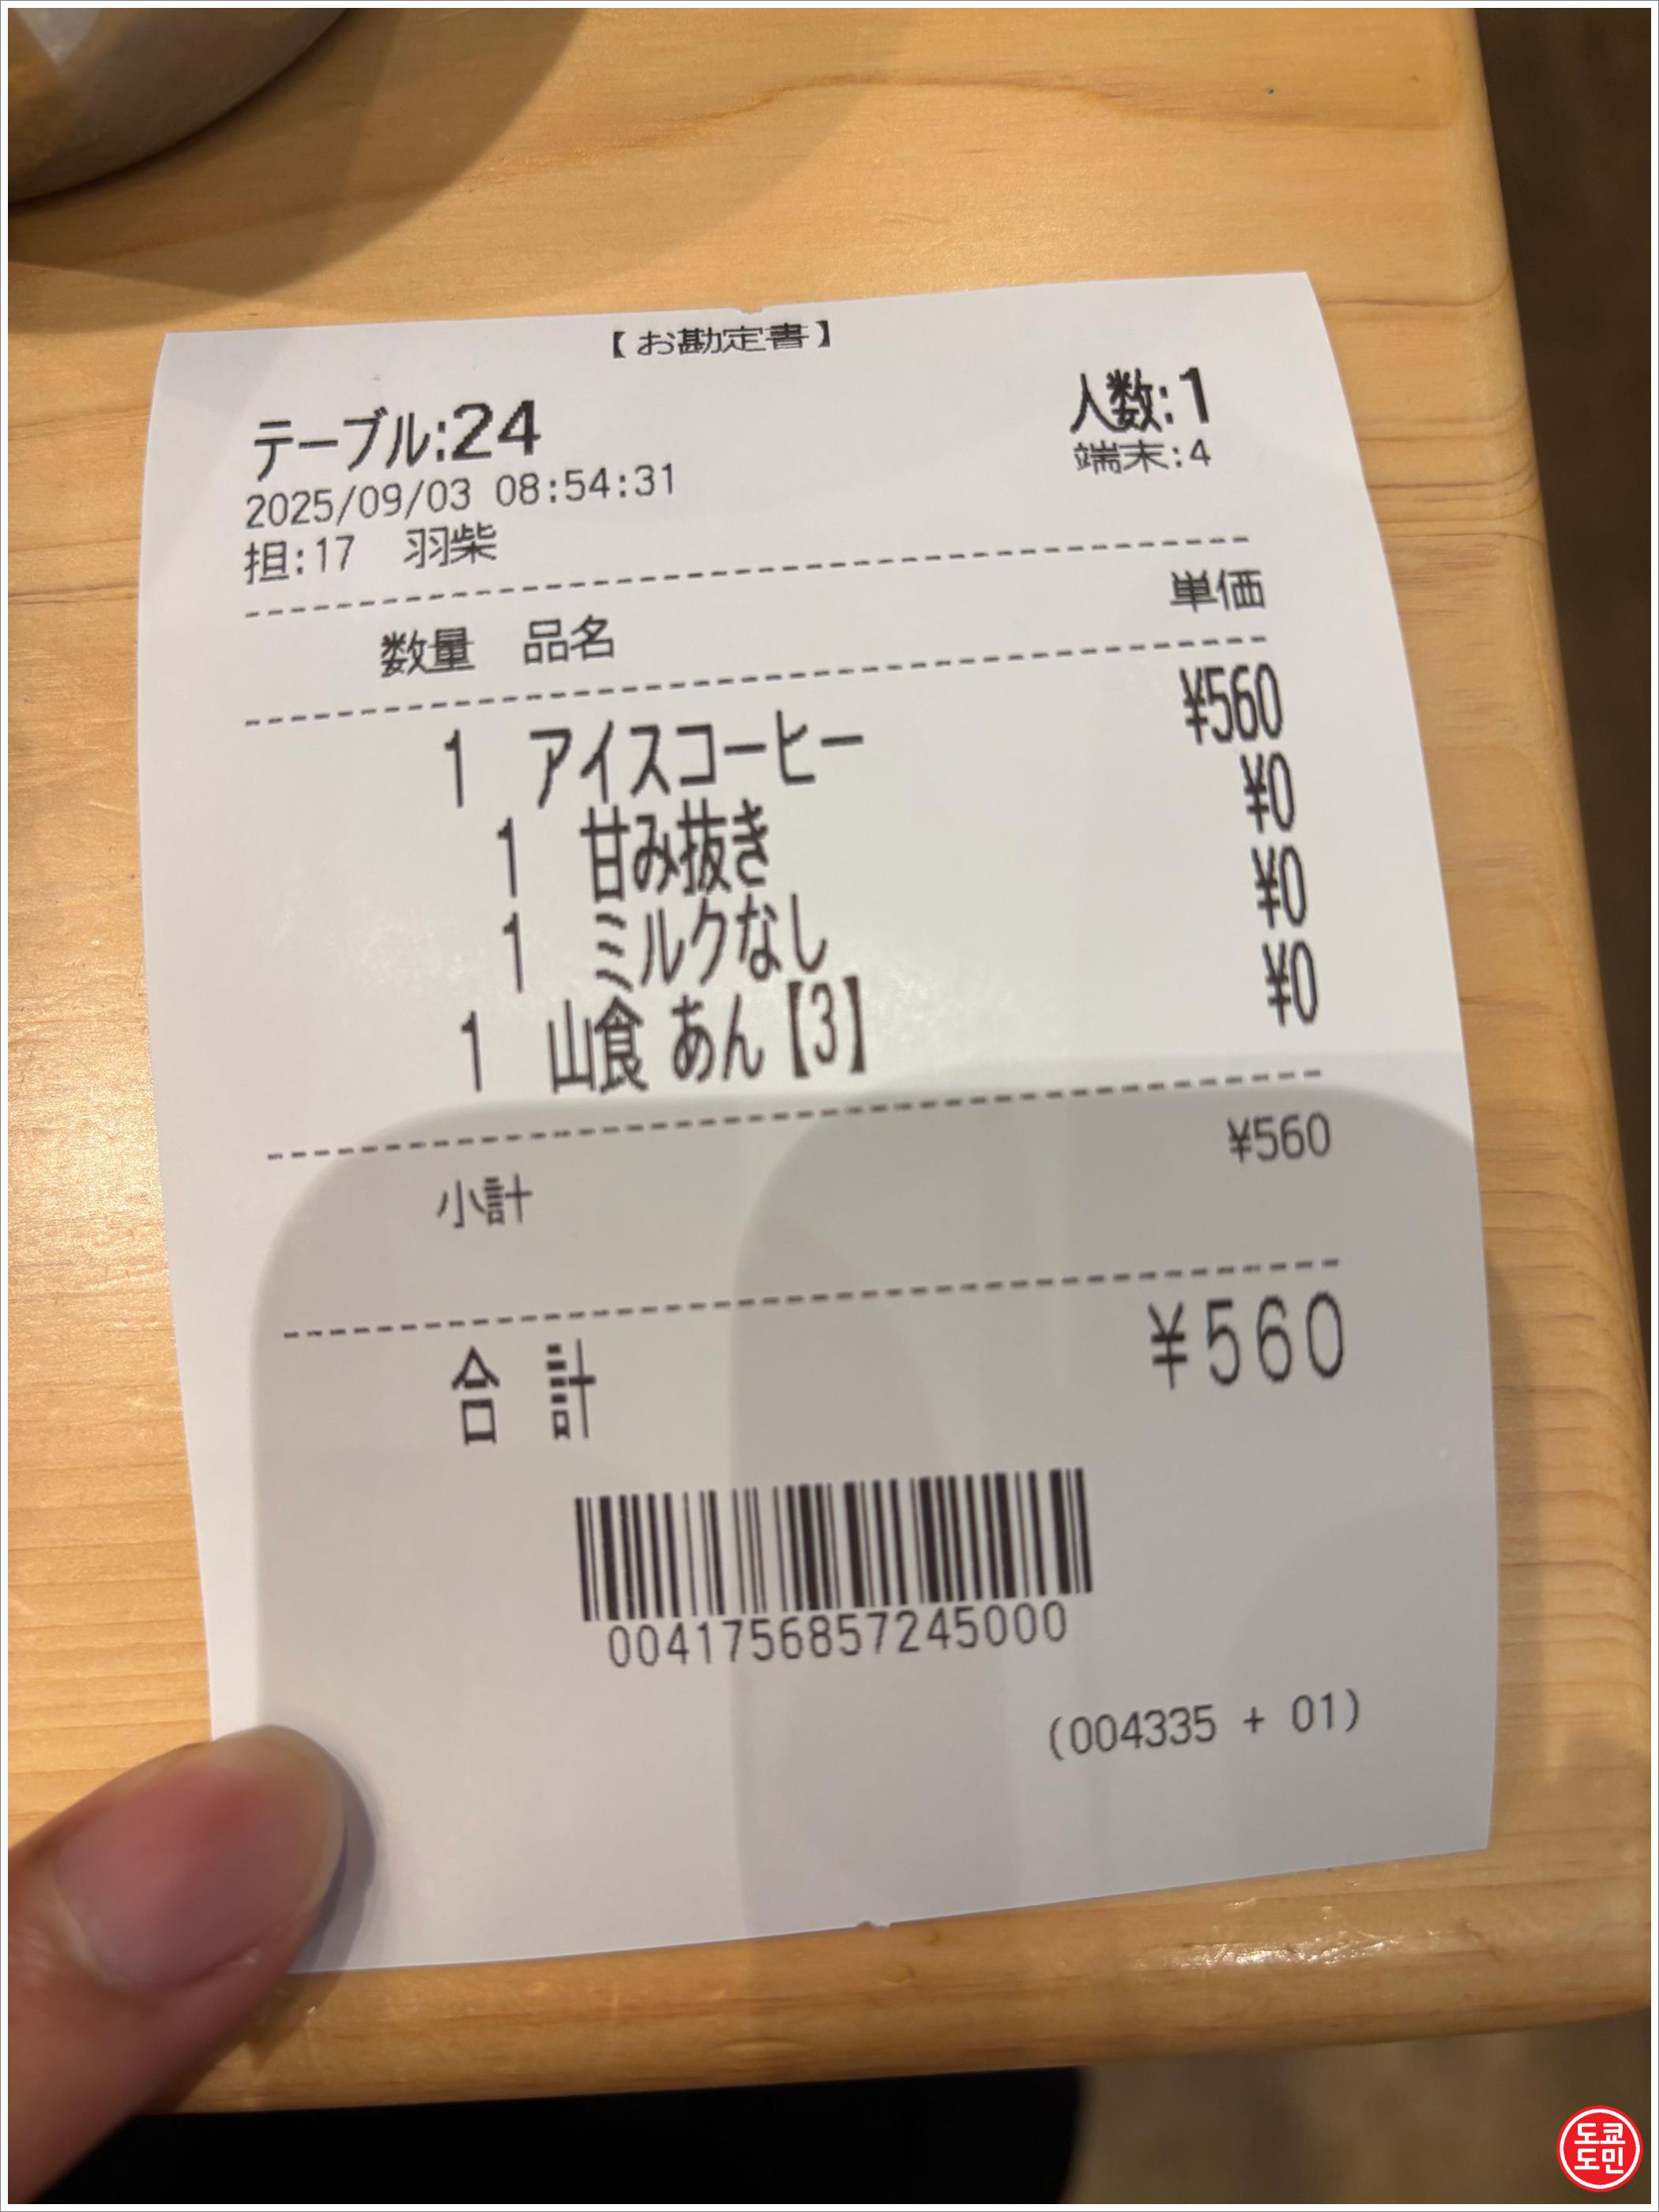 【お勘定書】
テーブル:24 人数:1
2025/09/03 08:54:31 端末:4
担:17 羽柴
数量 品名 単価
1 アイスコーヒー ¥560
1 甘み抜き ¥0
1 ミルクなし ¥0
1 山食 あん【3】 ¥0
小計 ¥560
合計 ¥560
0041756857245000
(004335 + 01)
도쿄
도민